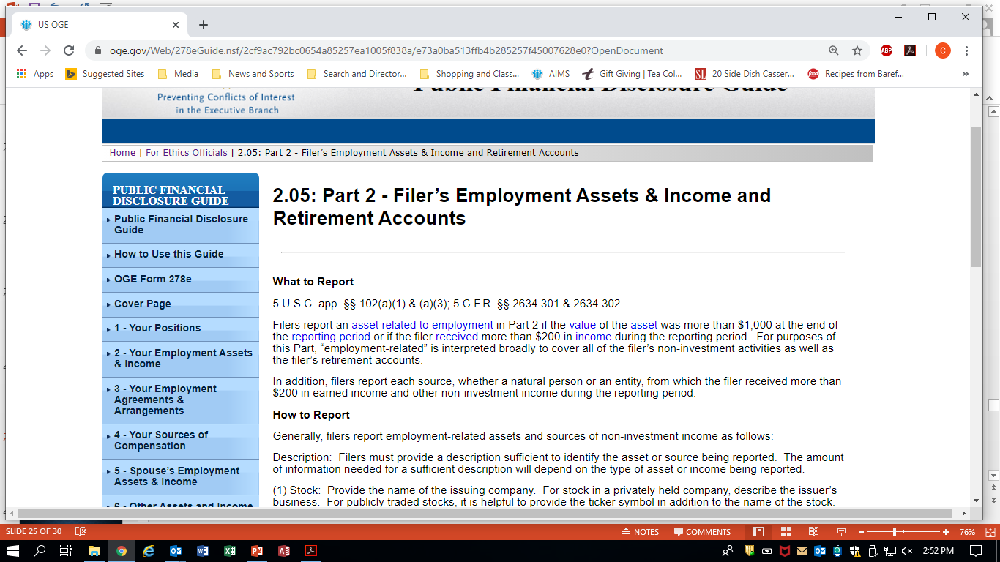 US OGE
oge.gov/Web/278eGuide.nsf/2cf9ac792bc0654a85257ea1005f838a/e73a0ba513ffb4b285257f45007628e0?OpenDocument
ABP
C
Apps
Suggested Sites
Media
News and Sports
Search and Director...
Shopping and Class...
AIMS
Gift Giving | Tea Col...
SL
20 Side Dish Casser...
food
Recipes from Baref...
»
Public Financial Disclosure Guide
Preventing Conflicts of Interest
in the Executive Branch
Home | For Ethics Officials | 2.05: Part 2 - Filer’s Employment Assets & Income and Retirement Accounts
PUBLIC FINANCIAL
DISCLOSURE GUIDE
Public Financial Disclosure
Guide
How to Use this Guide
OGE Form 278e
Cover Page
1 - Your Positions
2 - Your Employment Assets
& Income
3 - Your Employment
Agreements &
Arrangements
4 - Your Sources of
Compensation
5 - Spouse’s Employment
Assets & Income
6 - Other Assets and Income
2.05: Part 2 - Filer’s Employment Assets & Income and
Retirement Accounts
What to Report
5 U.S.C. app. §§ 102(a)(1) & (a)(3); 5 C.F.R. §§ 2634.301 & 2634.302
Filers report an asset related to employment in Part 2 if the value of the asset was more than $1,000 at the end of
the reporting period or if the filer received more than $200 in income during the reporting period.  For purposes of
this Part, “employment-related” is interpreted broadly to cover all of the filer’s non-investment activities as well as
the filer’s retirement accounts.
In addition, filers report each source, whether a natural person or an entity, from which the filer received more than
$200 in earned income and other non-investment income during the reporting period.
How to Report
Generally, filers report employment-related assets and sources of non-investment income as follows:
Description:  Filers must provide a description sufficient to identify the asset or source being reported.  The amount
of information needed for a sufficient description will depend on the type of asset or income being reported.
(1) Stock:  Provide the name of the issuing company.  For stock in a privately held company, describe the issuer’s
business.  For publicly traded stocks, it is helpful to provide the ticker symbol in addition to the name of the stock.
SLIDE 25 OF 30
NOTES
COMMENTS
76%
2:52 PM